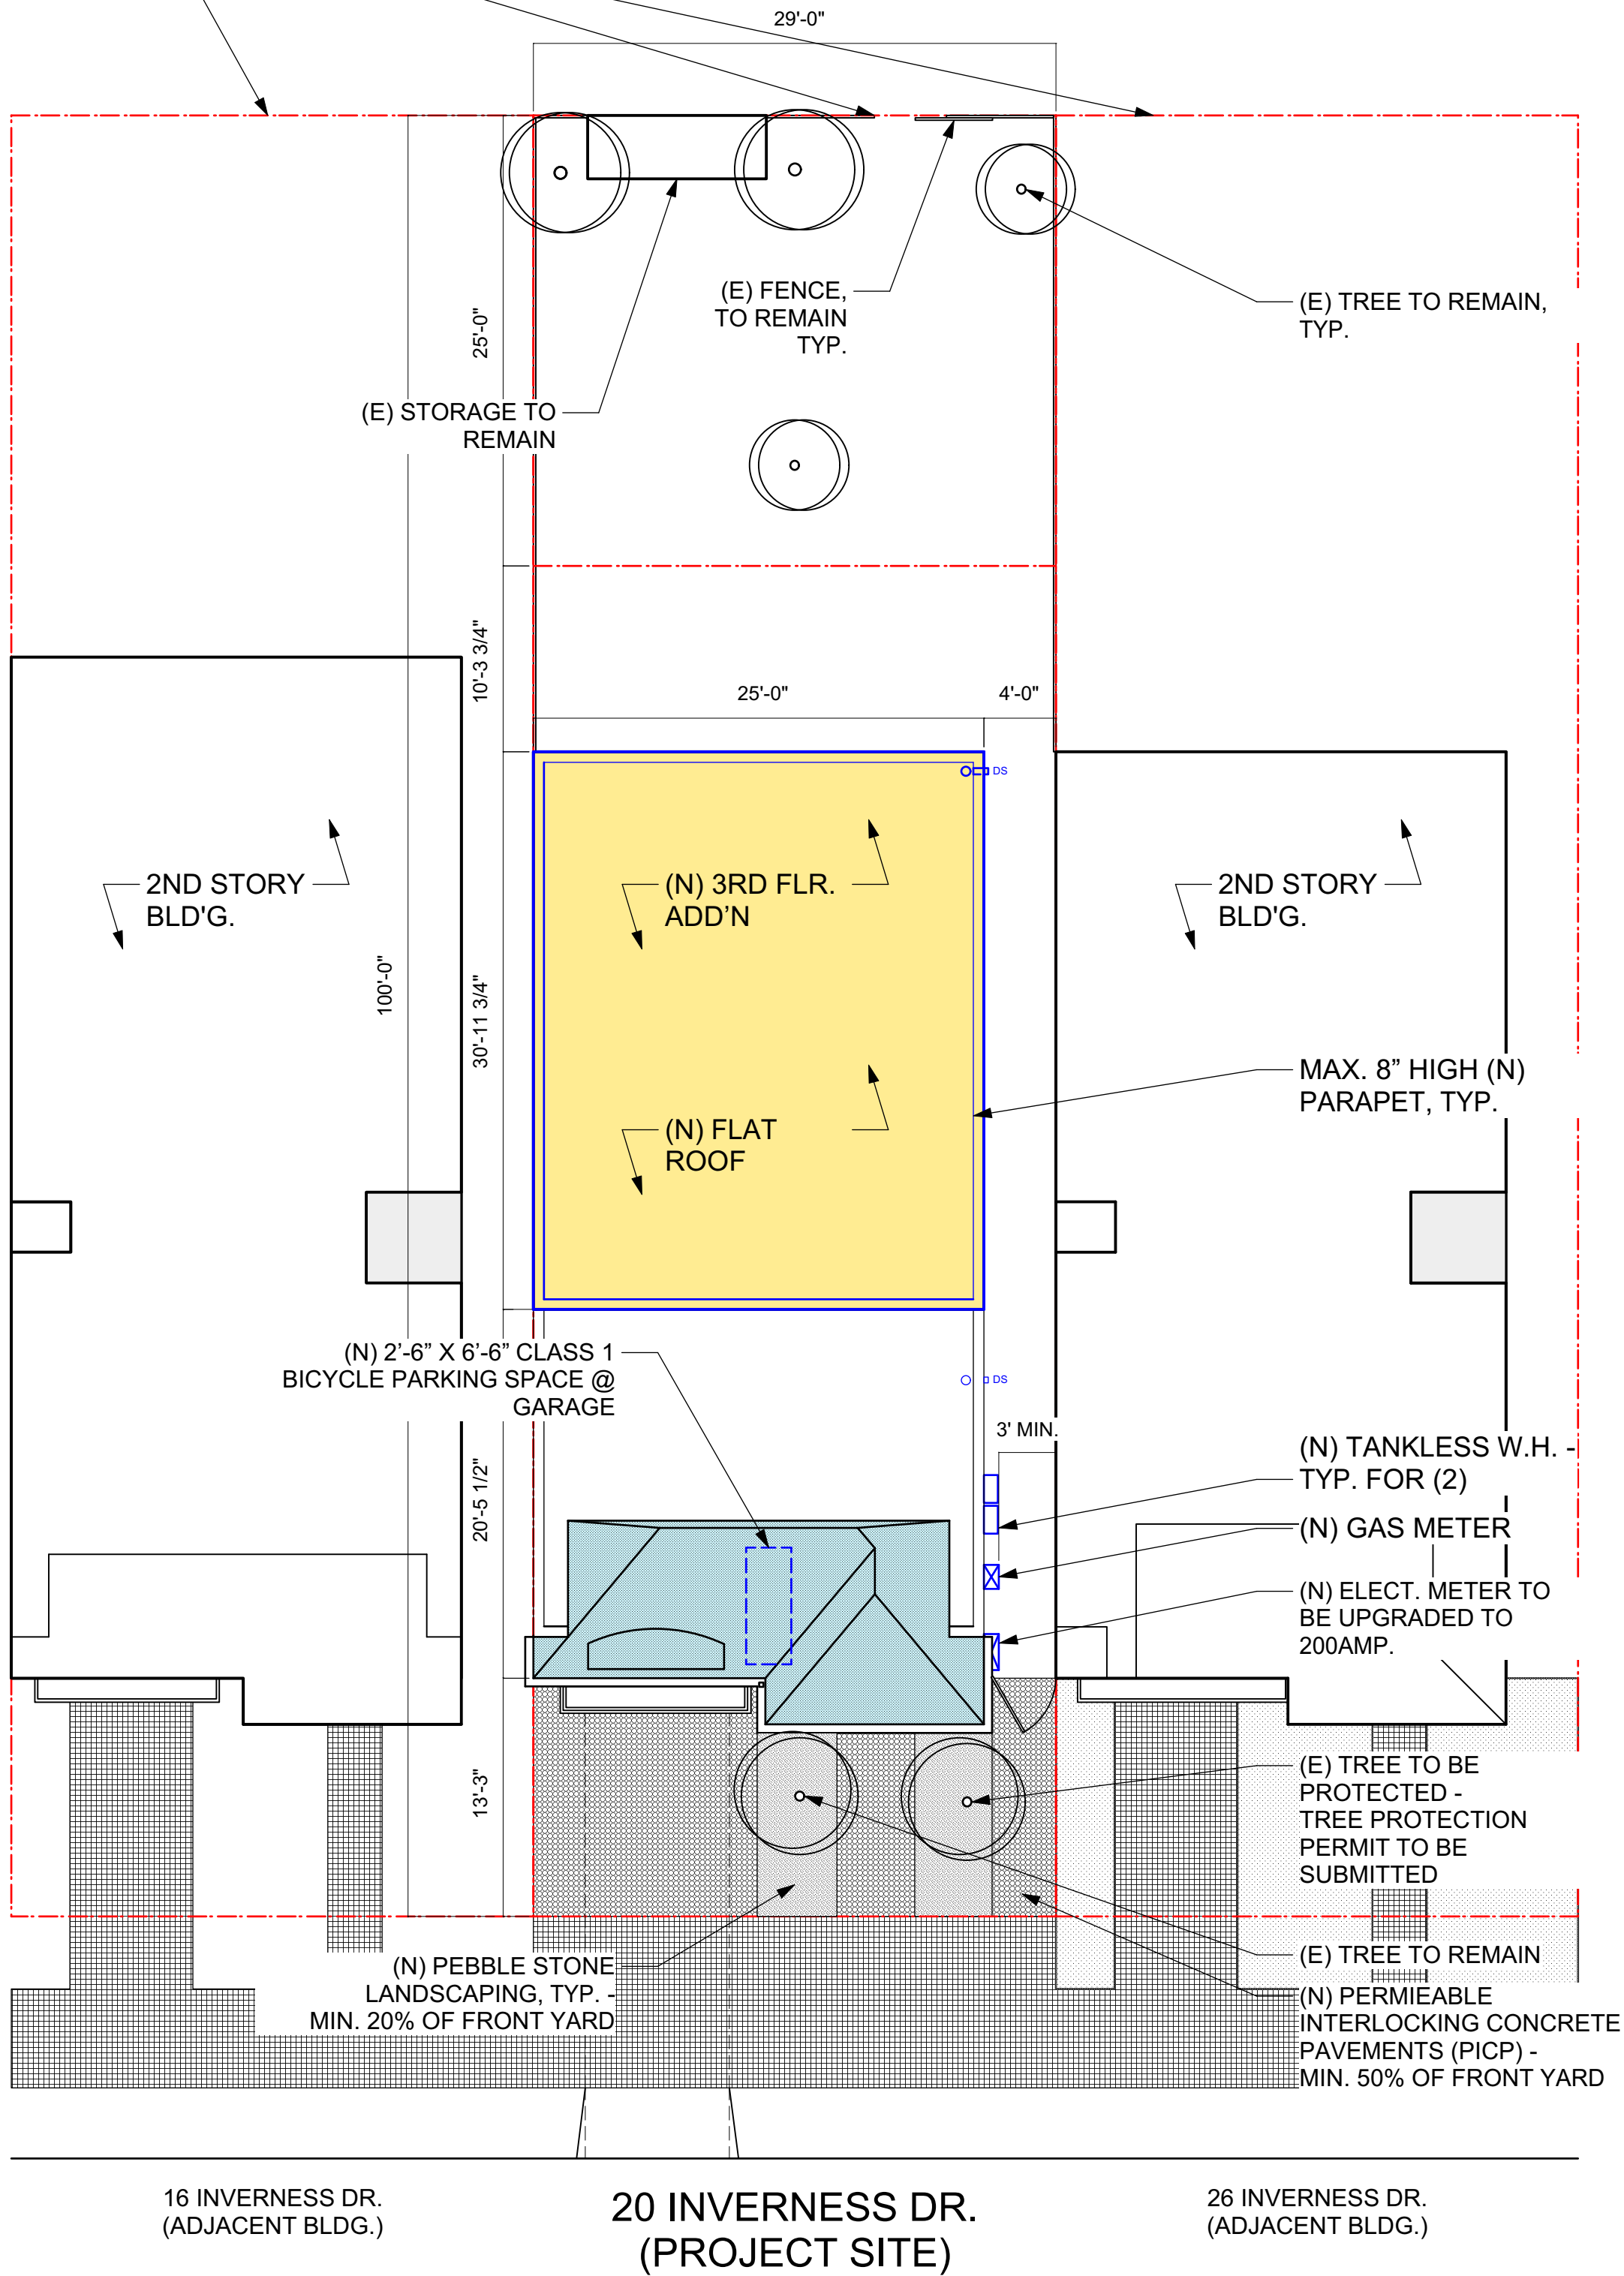 29'-0"
(E) FENCE,
TO REMAIN
TYP.
(E) TREE TO REMAIN,
TYP.
25'-0"
(E) STORAGE TO
REMAIN
10'-3 3/4"
25'-0"
4'-0"
DS
2ND STORY
BLD'G.
(N) 3RD FLR.
ADD’N
2ND STORY
BLD'G.
100'-0"
30'-11 3/4"
MAX. 8” HIGH (N)
PARAPET, TYP.
(N) FLAT
ROOF
(N) 2’-6” X 6’-6” CLASS 1
BICYCLE PARKING SPACE @
GARAGE
DS
3' MIN.
20'-5 1/2"
(N) TANKLESS W.H. -
TYP. FOR (2)
(N) GAS METER
(N) ELECT. METER TO
BE UPGRADED TO
200AMP.
13'-3"
(E) TREE TO BE
PROTECTED -
TREE PROTECTION
PERMIT TO BE
SUBMITTED
(E) TREE TO REMAIN
(N) PEBBLE STONE
LANDSCAPING, TYP. -
MIN. 20% OF FRONT YARD
(N) PERMIEABLE
INTERLOCKING CONCRETE
PAVEMENTS (PICP) -
MIN. 50% OF FRONT YARD
16 INVERNESS DR.
(ADJACENT BLDG.)
20 INVERNESS DR.
(PROJECT SITE)
26 INVERNESS DR.
(ADJACENT BLDG.)